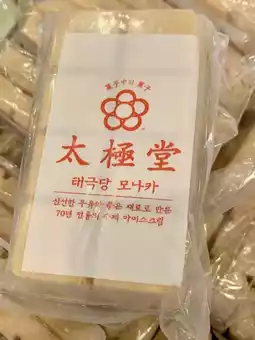 菓子中의 菓子
太極堂
태극당 모나카
신선한 우유와 좋은 재료로 만든
70년 전통의 수제 아이스크림